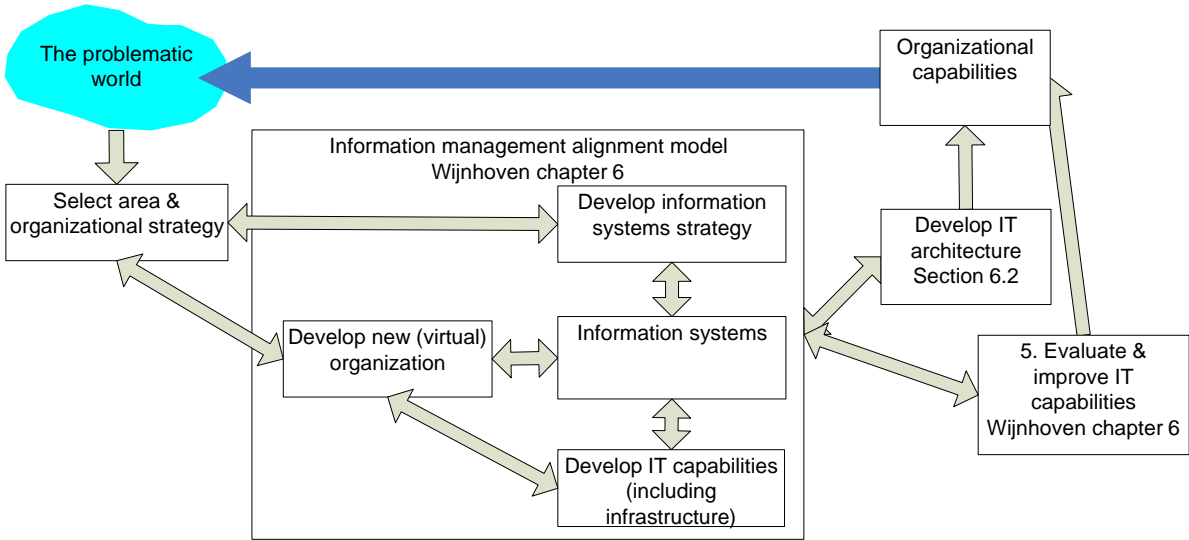 The problematic
world
Organizational
capabilities
Information management alignment model
Wijnhoven chapter 6
Select area &
organizational strategy
Develop information
systems strategy
Develop IT
architecture
Section 6.2
Develop new (virtual)
organization
Information systems
5. Evaluate &
improve IT
capabilities
Wijnhoven chapter 6
Develop IT capabilities
(including
infrastructure)